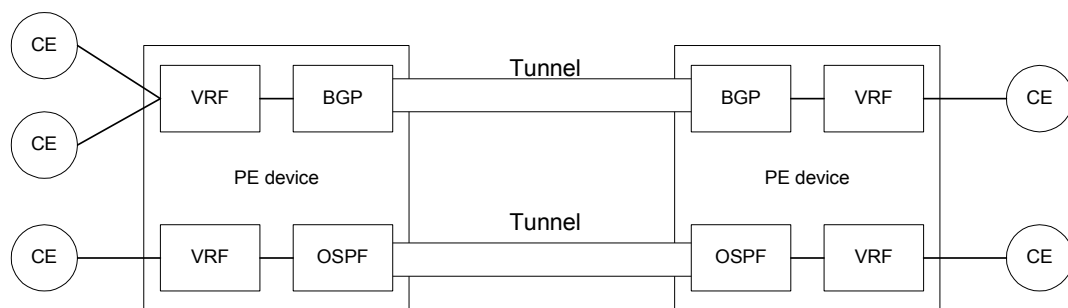 CE
Tunnel
VRF BGP BGP VRF CE
CE
PE device PE device
Tunnel
CE VRF OSPF OSPF VRF CE